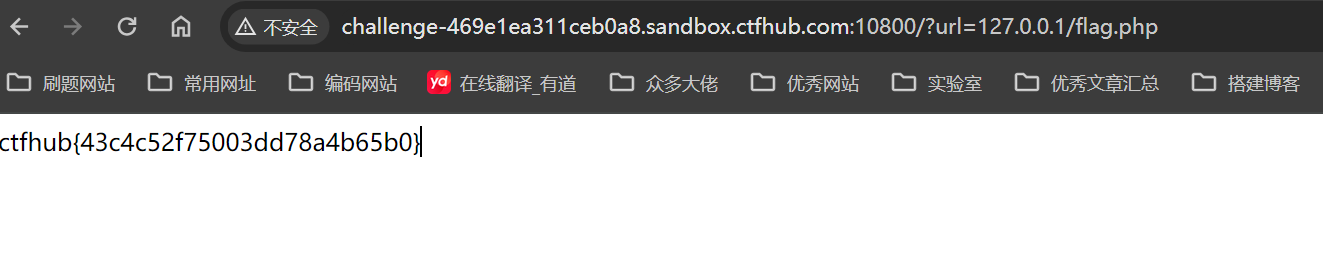 不安全 challenge-469e1ea311ceb0a8.sandbox.ctfhub.com:10800/?url=127.0.0.1/flag.php
刷题网站 常用网址 编码网站 yd 在线翻译_有道 众多大佬 优秀网站 实验室 优秀文章汇总 搭建博客
ctfhub{43c4c52f75003dd78a4b65b0}